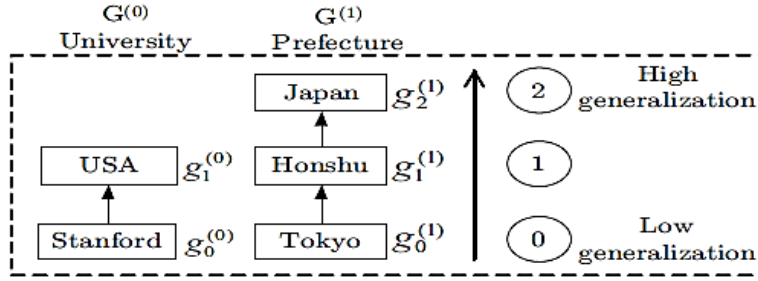 G⁽⁰⁾ G⁽¹⁾
University Prefecture
High
Japan g₂⁽¹⁾ 2 generalization
USA g₁⁽⁰⁾ Honshu g₁⁽¹⁾ 1
Low
Stanford g₀⁽⁰⁾ Tokyo g₀⁽¹⁾ 0 generalization